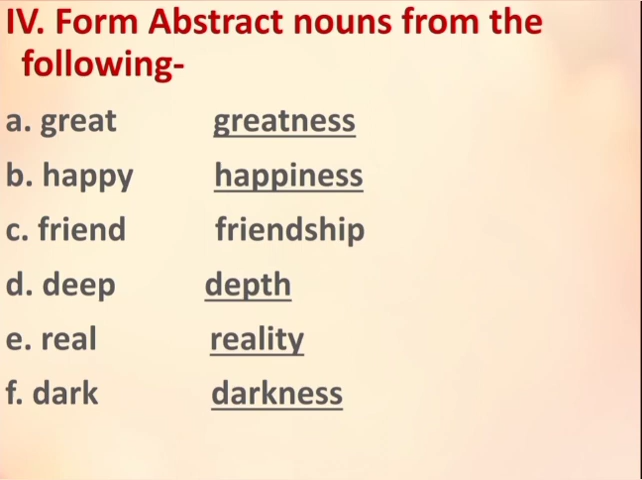 IV. Form Abstract nouns from the
following-
a. great greatness
b. happy happiness
c. friend friendship
d. deep depth
e. real reality
f. dark darkness